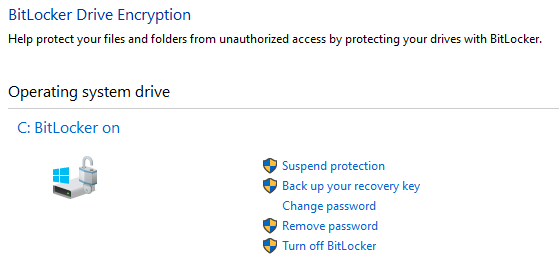 BitLocker Drive Encryption
Help protect your files and folders from unauthorized access by protecting your drives with BitLocker.
Operating system drive
C: BitLocker on
Suspend protection
Back up your recovery key
Change password
Remove password
Turn off BitLocker